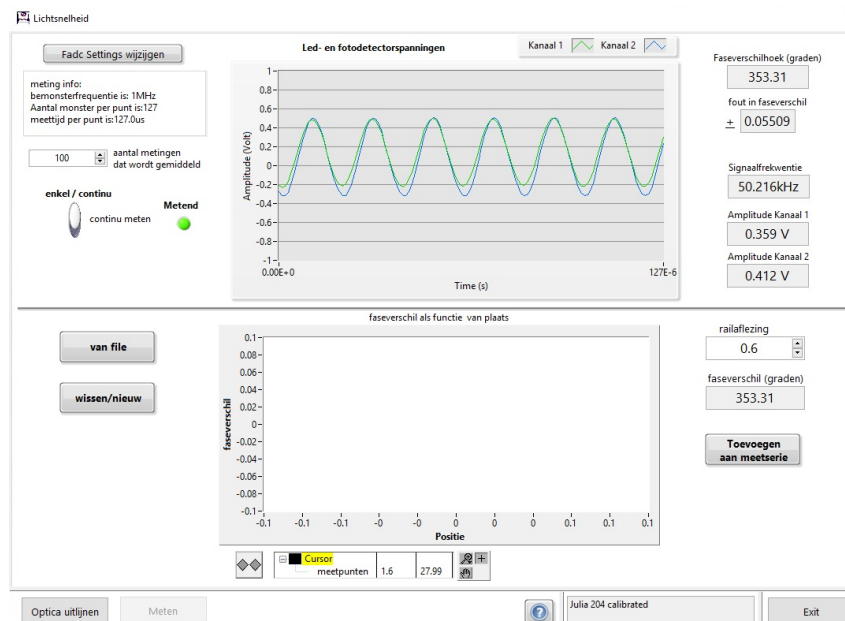 Lichtsnelheid
Fadc Settings wijzigen
meting info:
bemonsterfrequentie is: 1MHz
Aantal monster per punt is:127
meettijd per punt is:127.0us
100
aantal metingen
dat wordt gemiddeld
enkel / continu
continu meten
Metend
Led- en fotodetectorspanningen
Kanaal 1
Kanaal 2
Amplitude (Volt)
1
0.8
0.6
0.4
0.2
0
-0.2
-0.4
-0.6
-0.8
-1
0.00E+0
127E-6
Time (s)
Faseverschilhoek (graden)
353.31
fout in faseverschil
+ 0.05509
Signaalfrekwentie
50.216kHz
Amplitude Kanaal 1
0.359 V
Amplitude Kanaal 2
0.412 V
van file
wissen/nieuw
faseverschil als functie van plaats
faseverschil
0.1
0.08
0.06
0.04
0.02
0
-0.02
-0.04
-0.06
-0.08
-0.1
-0.1 -0.1 -0.1 -0 -0 0 0 0 0.1 0.1 0.1
Positie
Cursor
meetpunten 1.6 27.99
railaflezing
0.6
faseverschil (graden)
353.31
Toevoegen
aan meetserie
Optica uitlijnen
Meten
?
Julia 204 calibrated
Exit